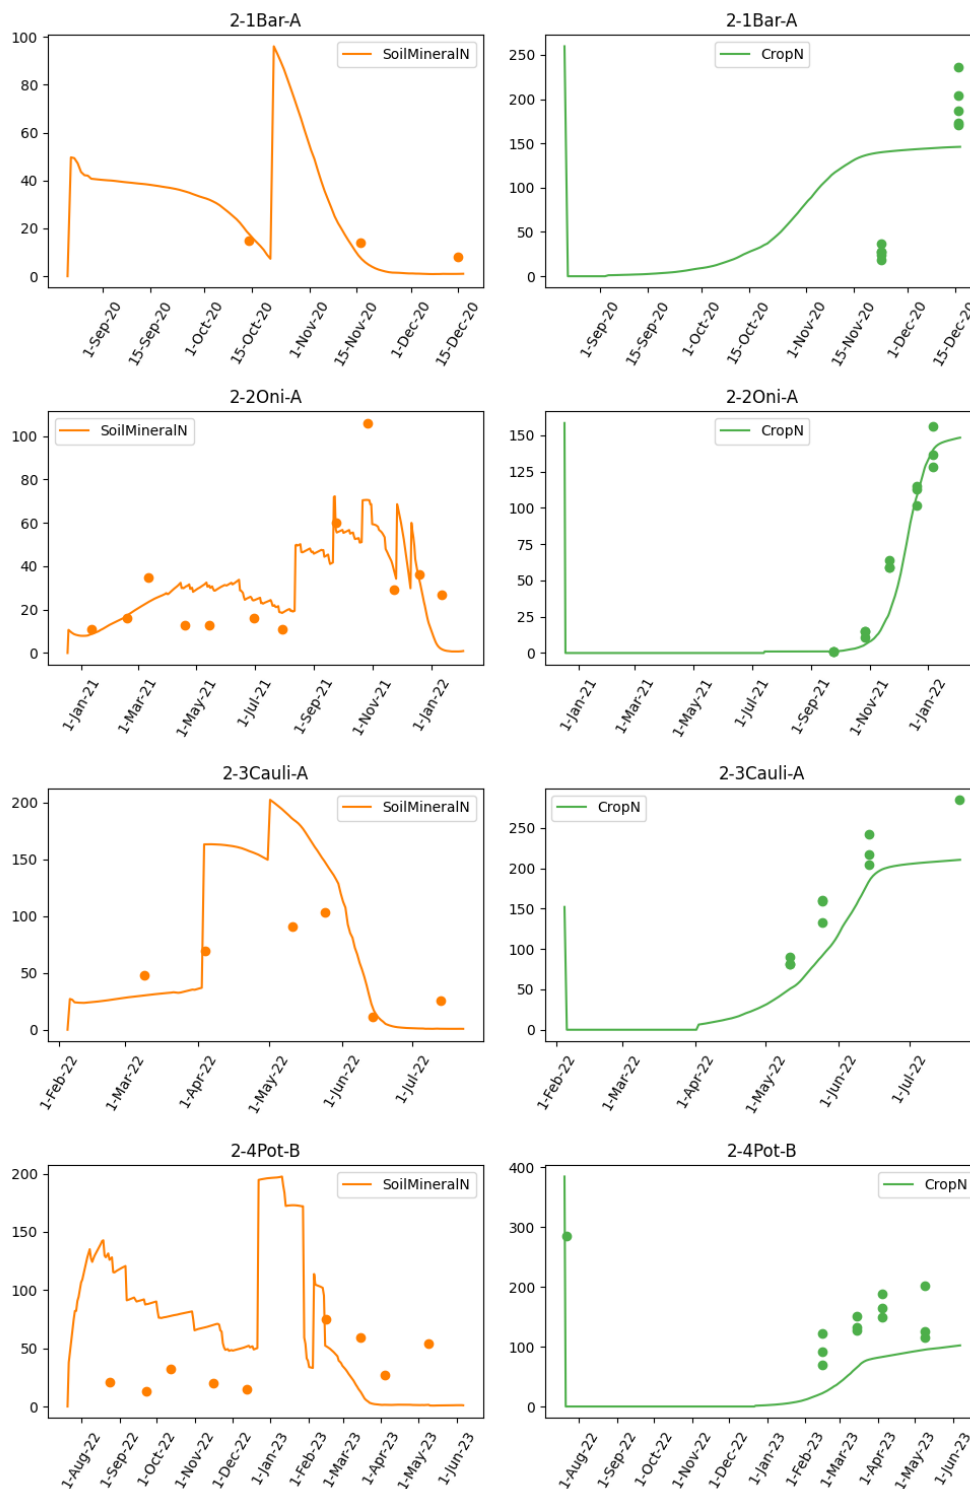 2-1Bar-A
SoilMineralN
100
80
60
40
20
0
1-Sep-20
15-Sep-20
1-Oct-20
15-Oct-20
1-Nov-20
15-Nov-20
1-Dec-20
15-Dec-20
2-1Bar-A
CropN
250
200
150
100
50
0
1-Sep-20
15-Sep-20
1-Oct-20
15-Oct-20
1-Nov-20
15-Nov-20
1-Dec-20
15-Dec-20
2-2Oni-A
SoilMineralN
100
80
60
40
20
0
1-Jan-21
1-Mar-21
1-May-21
1-Jul-21
1-Sep-21
1-Nov-21
1-Jan-22
2-2Oni-A
CropN
150
125
100
75
50
25
0
1-Jan-21
1-Mar-21
1-May-21
1-Jul-21
1-Sep-21
1-Nov-21
1-Jan-22
2-3Cauli-A
SoilMineralN
200
150
100
50
0
1-Feb-22
1-Mar-22
1-Apr-22
1-May-22
1-Jun-22
1-Jul-22
2-3Cauli-A
CropN
250
200
150
100
50
0
1-Feb-22
1-Mar-22
1-Apr-22
1-May-22
1-Jun-22
1-Jul-22
2-4Pot-B
SoilMineralN
200
150
100
50
0
1-Aug-22
1-Sep-22
1-Oct-22
1-Nov-22
1-Dec-22
1-Jan-23
1-Feb-23
1-Mar-23
1-Apr-23
1-May-23
1-Jun-23
2-4Pot-B
CropN
400
300
200
100
0
1-Aug-22
1-Sep-22
1-Oct-22
1-Nov-22
1-Dec-22
1-Jan-23
1-Feb-23
1-Mar-23
1-Apr-23
1-May-23
1-Jun-23